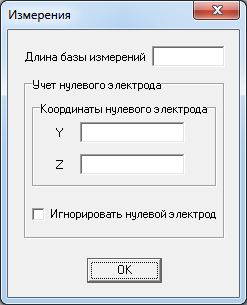 Измерения
Длина базы измерений
Учет нулевого электрода
Координаты нулевого электрода
Y
Z
Игнорировать нулевой электрод
OK